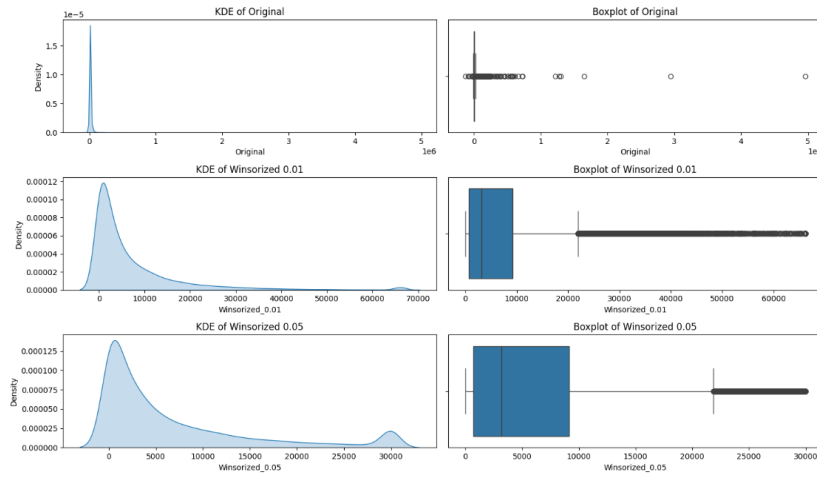 KDE of Original
1e−5
1.5
1.0
0.5
0.0
Density
0 1 2 3 4 5
Original
1e6
Boxplot of Original
0 1 2 3 4 5
Original
KDE of Winsorized 0.01
0.00012
0.00010
0.00008
0.00006
0.00004
0.00002
0.00000
Density
0 10000 20000 30000 40000 50000 60000 70000
Winsorized_0.01
Boxplot of Winsorized 0.01
0 10000 20000 30000 40000 50000 60000
Winsorized_0.01
KDE of Winsorized 0.05
0.000125
0.000100
0.000075
0.000050
0.000025
0.000000
Density
0 5000 10000 15000 20000 25000 30000
Winsorized_0.05
Boxplot of Winsorized 0.05
0 5000 10000 15000 20000 25000 30000
Winsorized_0.05